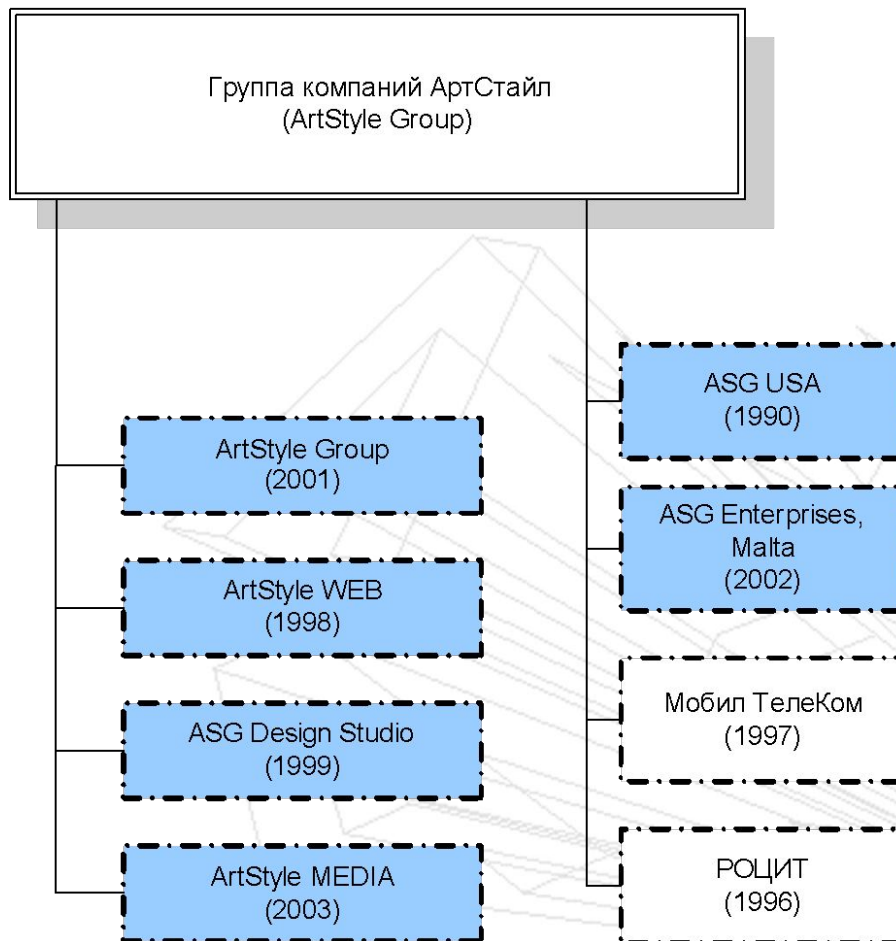 Группа компаний АртСтайл
(ArtStyle Group)
ArtStyle Group
(2001)
ArtStyle WEB
(1998)
ASG Design Studio
(1999)
ArtStyle MEDIA
(2003)
ASG USA
(1990)
ASG Enterprises,
Malta
(2002)
Мобил ТелеКом
(1997)
РОЦИТ
(1996)